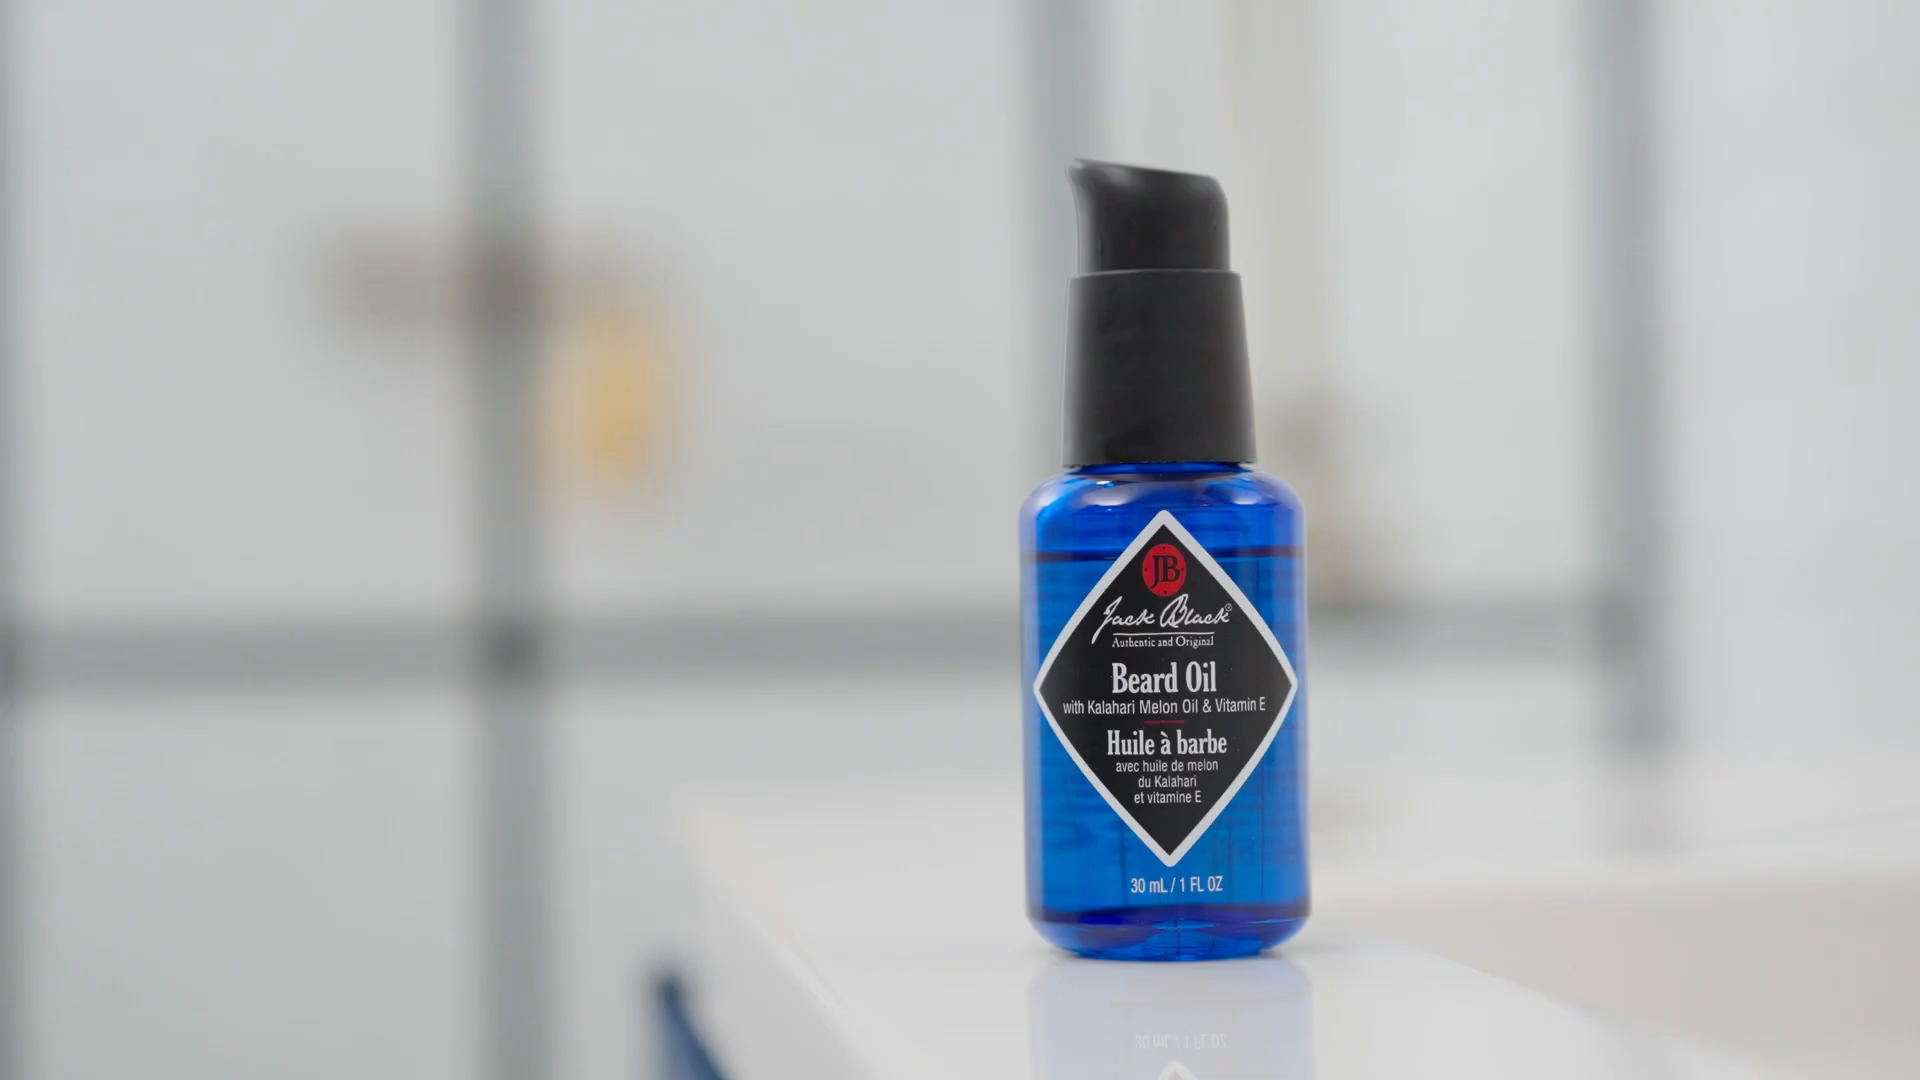 JB
Jack Black®
Authentic and Original
Beard Oil
with Kalahari Melon Oil & Vitamin E
Huile à barbe
avec huile de melon
du Kalahari
et vitamine E
30 mL / 1 FL OZ